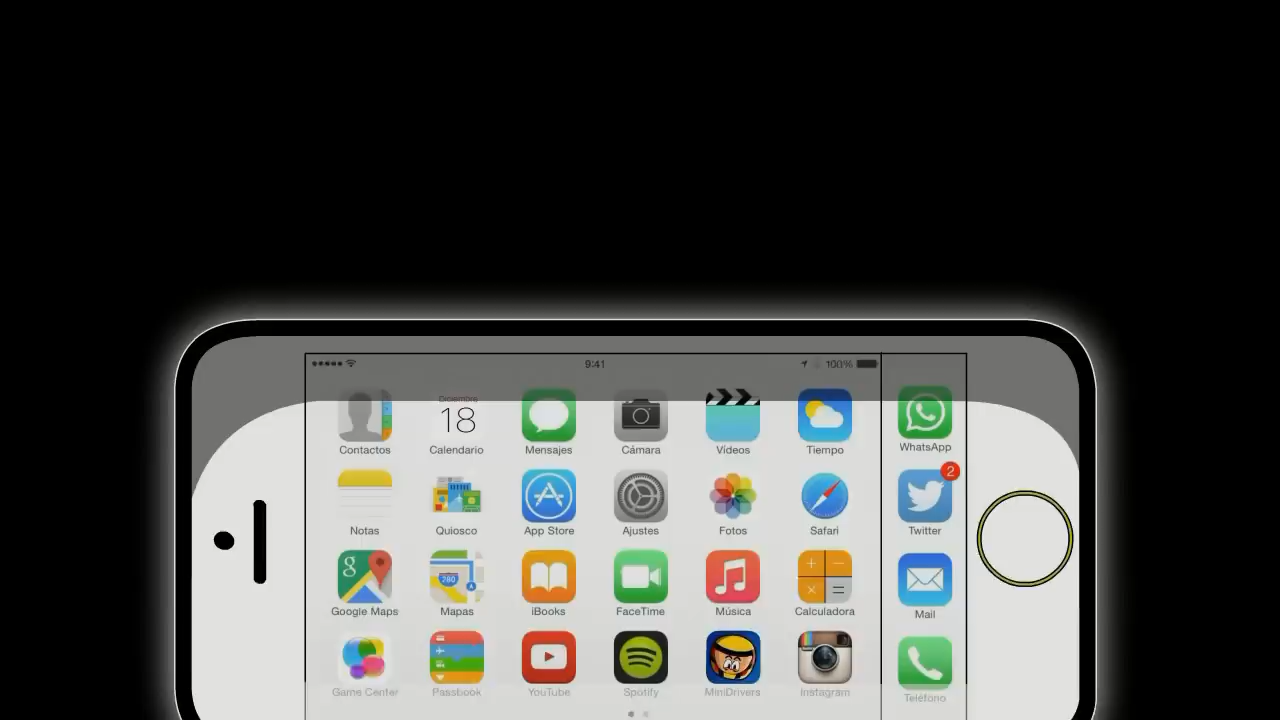 9:41
100%
Diciembre
18
Contactos
Calendario
Mensajes
Cámara
Vídeos
Tiempo
WhatsApp
2
Notas
Quiosco
App Store
Ajustes
Fotos
Safari
Twitter
g
280
Google Maps
Mapas
iBooks
FaceTime
Música
Calculadora
Mail
Game Center
Passbook
YouTube
Spotify
MiniDrivers
Instagram
Teléfono